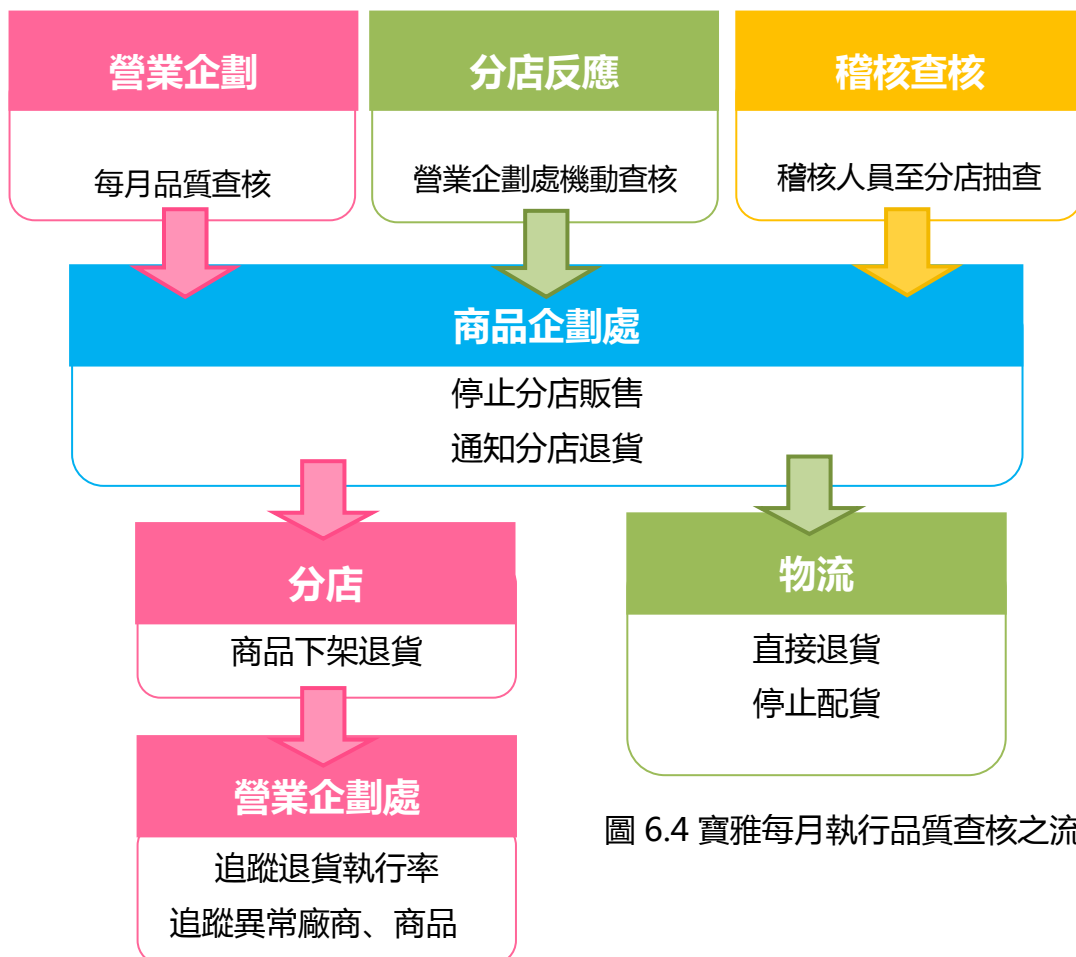 營業企劃
每月品質查核
分店反應
營業企劃處機動查核
稽核查核
稽核人員至分店抽查
商品企劃處
停止分店販售
通知分店退貨
分店
商品下架退貨
物流
直接退貨
停止配貨
營業企劃處
追蹤退貨執行率
追蹤異常廠商、商品
圖 6.4 寶雅每月執行品質查核之流